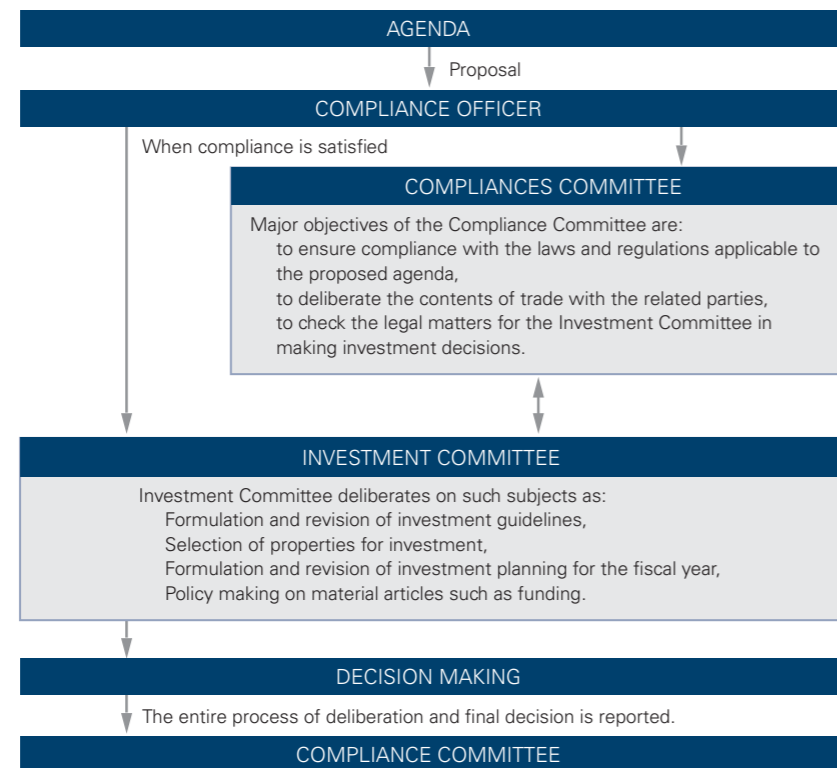 AGENDA
Proposal
COMPLIANCE OFFICER
When compliance is satisfied
COMPLIANCES COMMITTEE
Major objectives of the Compliance Committee are:
to ensure compliance with the laws and regulations applicable to
the proposed agenda,
to deliberate the contents of trade with the related parties,
to check the legal matters for the Investment Committee in
making investment decisions.
INVESTMENT COMMITTEE
Investment Committee deliberates on such subjects as:
Formulation and revision of investment guidelines,
Selection of properties for investment,
Formulation and revision of investment planning for the fiscal year,
Policy making on material articles such as funding.
DECISION MAKING
The entire process of deliberation and final decision is reported.
COMPLIANCE COMMITTEE